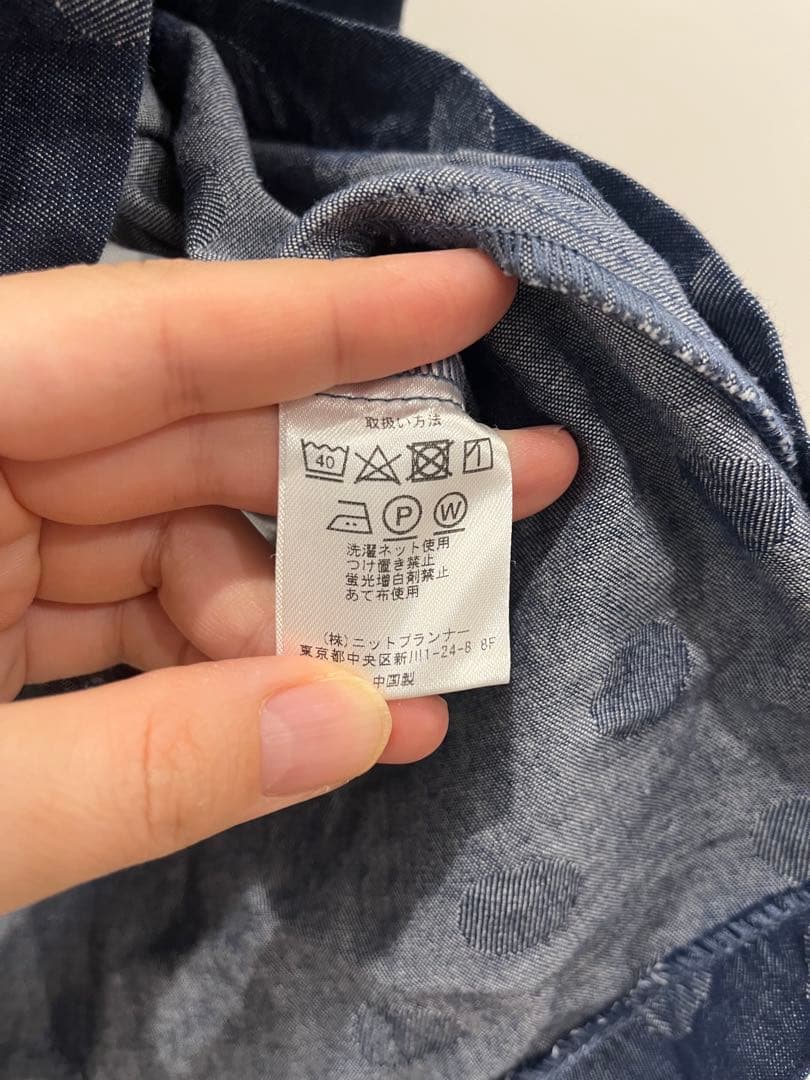 取扱い方法
40
P W
洗濯ネット使用
つけ置き禁止
蛍光増白剤禁止
あて布使用
(株)ニットプランナー
東京都中央区新川1-24-8 8F
中国製